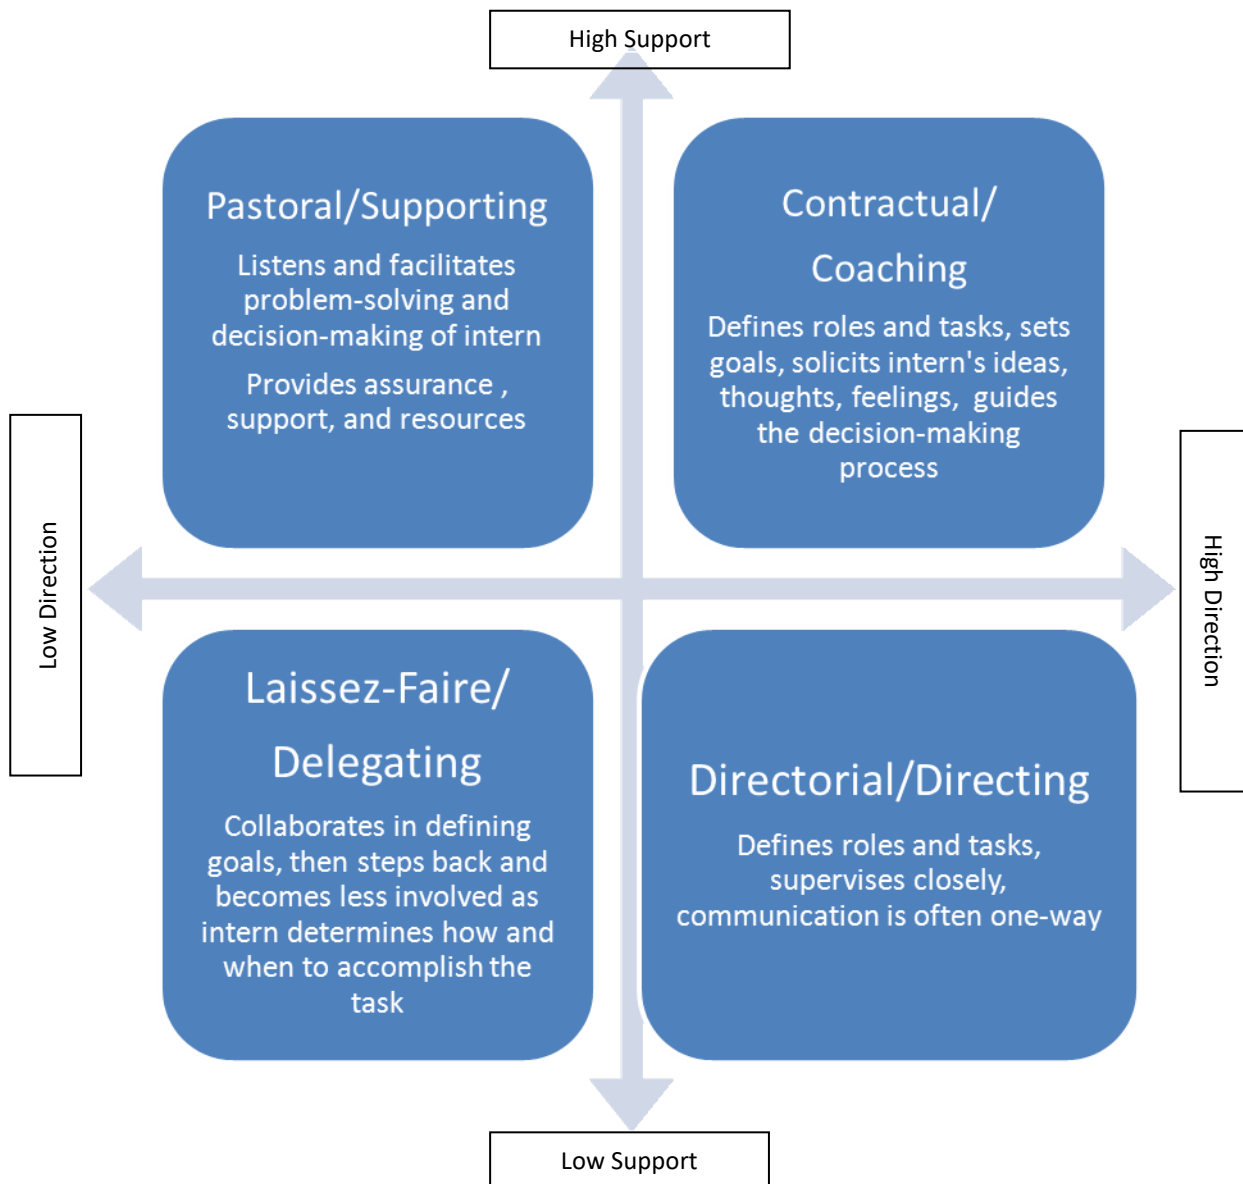 High Support
Pastoral/Supporting
Listens and facilitates
problem-solving and
decision-making of intern
Provides assurance ,
support, and resources
Contractual/
Coaching
Defines roles and tasks, sets
goals, solicits intern's ideas,
thoughts, feelings,  guides
the decision-making
process
Low Direction
High Direction
Laissez-Faire/
Delegating
Collaborates in defining
goals, then steps back and
becomes less involved as
intern determines how and
when to accomplish the
task
Directorial/Directing
Defines roles and tasks,
supervises closely,
communication is often one-way
Low Support